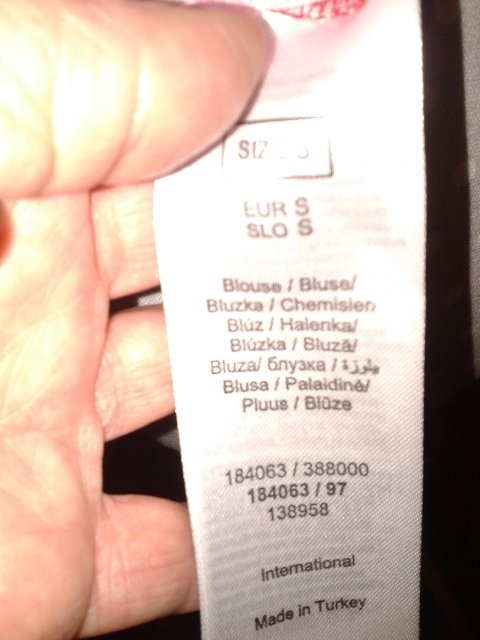 SIZE S
EUR S
SLO S
Blouse / Bluse/
Bluzka / Chemisier/
Blúz / Halenka/
Blúzka / Bluză/
Bluza/ блузка / بلوزة/
Blusa / Palaidinė/
Pluus / Blūze
184063 / 388000
184063 / 97
138958
International
Made in Turkey